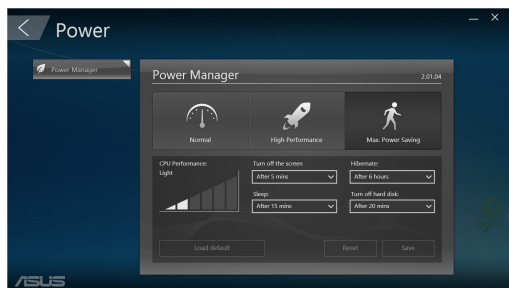 Power
Power Manager
Power Manager
2.01.04
Normal
High Performance
Max. Power Saving
CPU Performance:
Light
Turn off the screen
After 5 mins
Hibernate:
After 6 hours
Sleep:
After 15 mins
Turn off hard disk:
After 20 mins
Load default
Reset
Save
ASUS